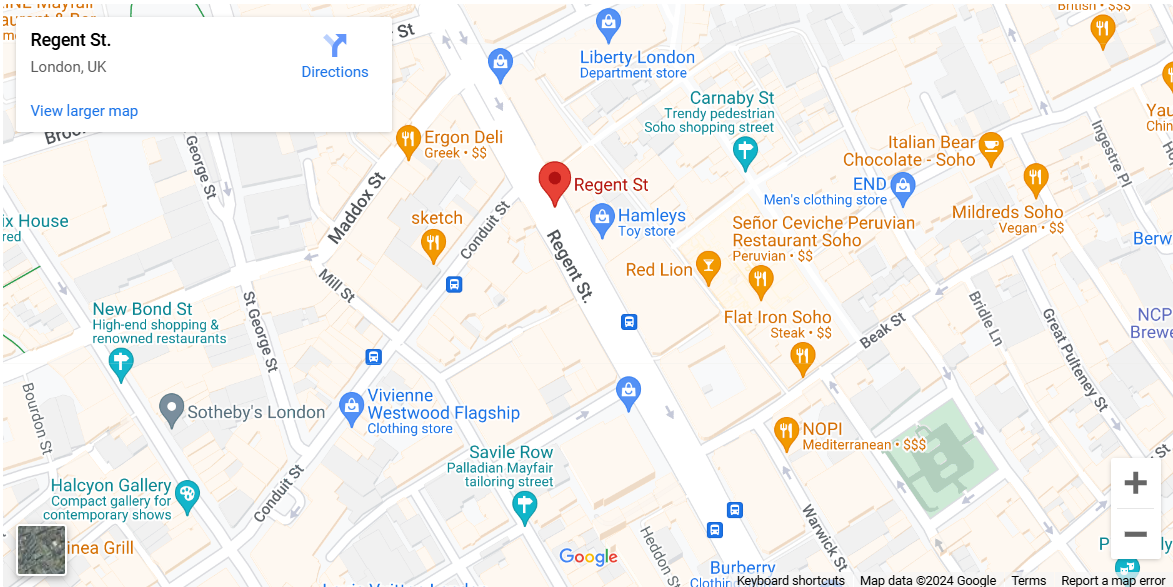 Regent St.
London, UK
Directions
View larger map
St
British • $$$
Liberty London
Department store
Carnaby St
Trendy pedestrian
Soho shopping street
Ergon Deli
Greek • $$
George St
Maddox St
Regent St
Italian Bear
Chocolate - Soho
END
Men's clothing store
Ingestre Pl
Mildreds Soho
Vegan • $$
sketch
Conduit St
Hamleys
Toy store
Señor Ceviche Peruvian
Restaurant Soho
Peruvian • $$
Red Lion
Regent St.
Mill St
New Bond St
High-end shopping &
renowned restaurants
St George St
Flat Iron Soho
Steak • $$
Beak St
Bridle Ln
Great Pulteney St
NCP
Bourdon St
Sotheby's London
Vivienne
Westwood Flagship
Clothing store
NOPI
Mediterranean • $$$
Savile Row
Palladian Mayfair
tailoring street
Halcyon Gallery
Compact gallery for
contemporary shows
Conduit St
Warwick St
Heddon St
Google
Burberry
Keyboard shortcuts
Map data ©2024 Google
Terms
Report a map error